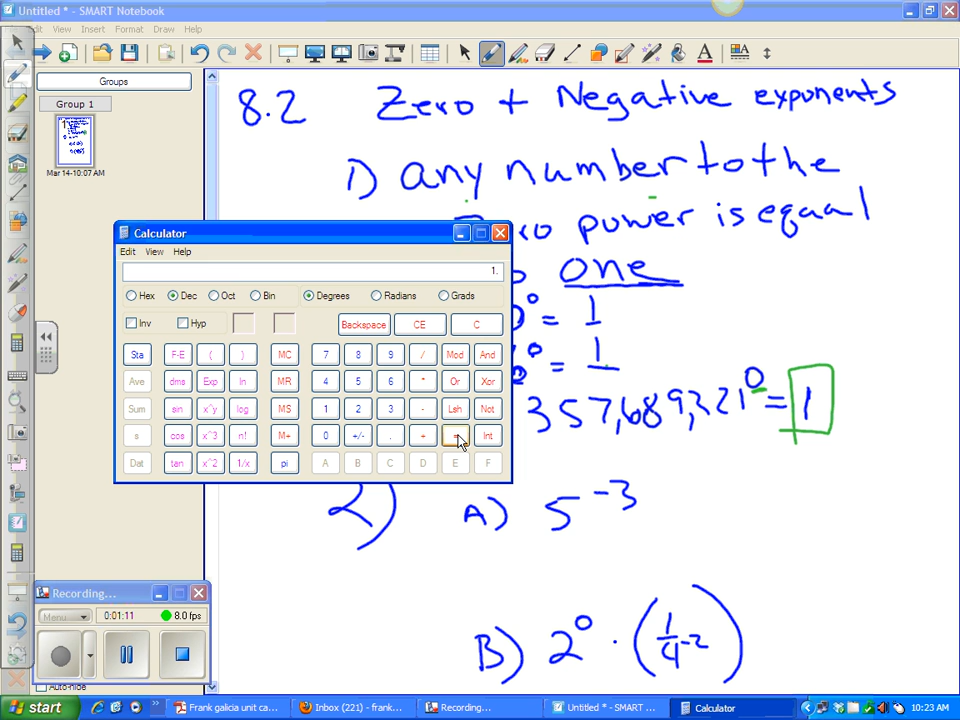 Untitled * - SMART Notebook
Edit View Insert Format Draw Help
Groups
Group 1
Mar 14-10:07 AM
8.2 Zero + Negative exponents
1) any number to the
Zero power is eqaal
one
0⁰ = 1
0 = 1
357,689,321⁰ = 1
2) A) 5⁻³
B) 2⁰ · (1/4⁻²)
Calculator
Edit View Help
1.
Hex Dec Oct Bin Degrees Radians Grads
Inv Hyp Backspace CE C
Sta F-E ( ) MC 7 8 9 / Mod And
Ave dms Exp ln MR 4 5 6 * Or Xor
Sum sin x^y log MS 1 2 3 - Lsh Not
s cos x^3 n! M+ 0 +/- . + = Int
Dat tan x^2 1/x pi A B C D E F
Recording...
Menu 0:01:11 8.0 fps
Auto-hide
start Frank galicia unit ca... Inbox (221) - frank... Recording... Untitled * - SMART ... Calculator 10:23 AM